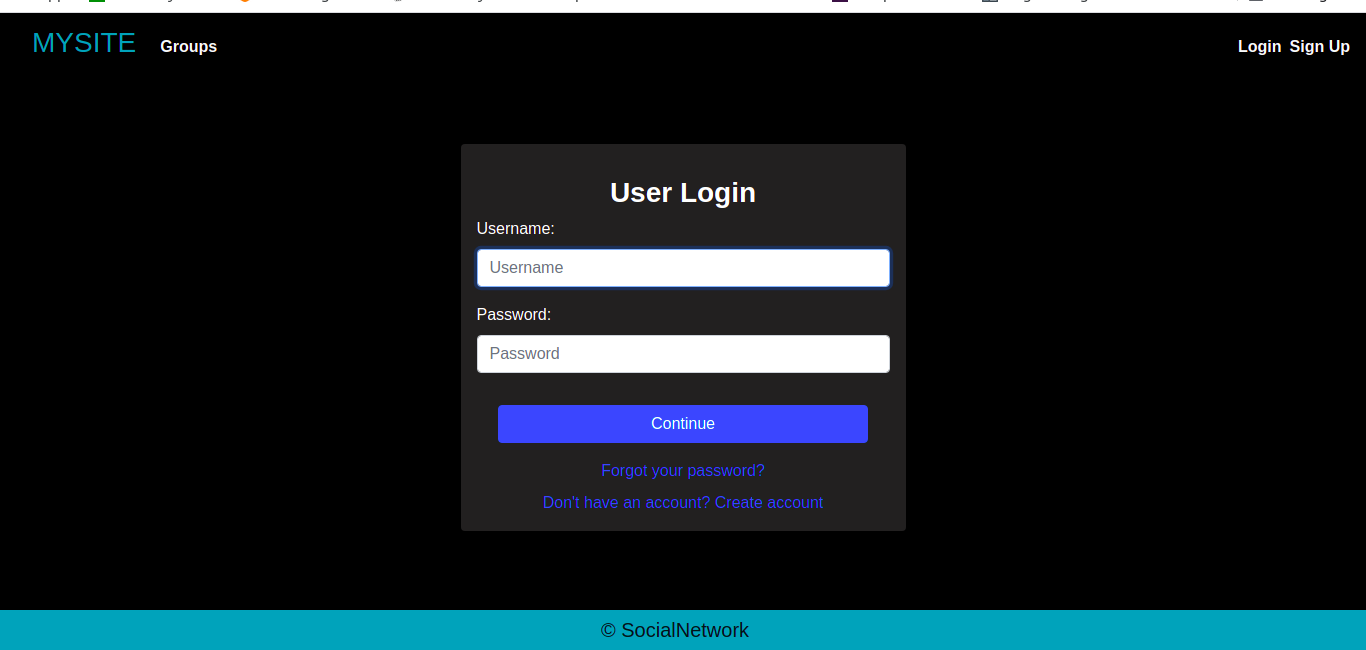 MYSITE Groups Login Sign Up
User Login
Username:
Username
Password:
Password
Continue
Forgot your password?
Don't have an account? Create account
© SocialNetwork